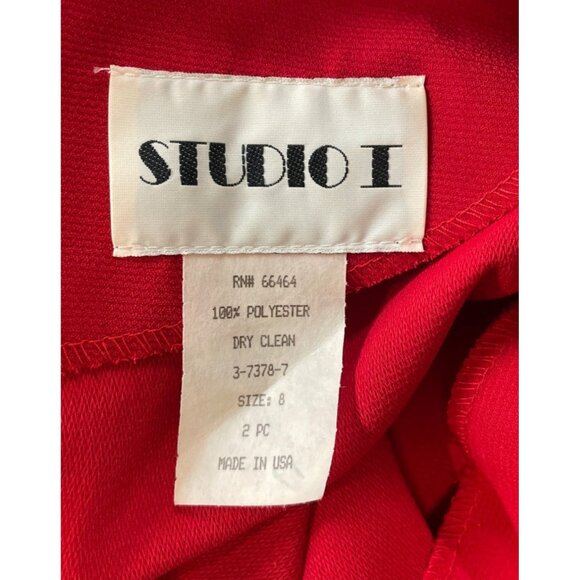 STUDIO I
RN# 66464
100% POLYESTER
DRY CLEAN
3-7378-7
SIZE: 8
2 PC
MADE IN USA